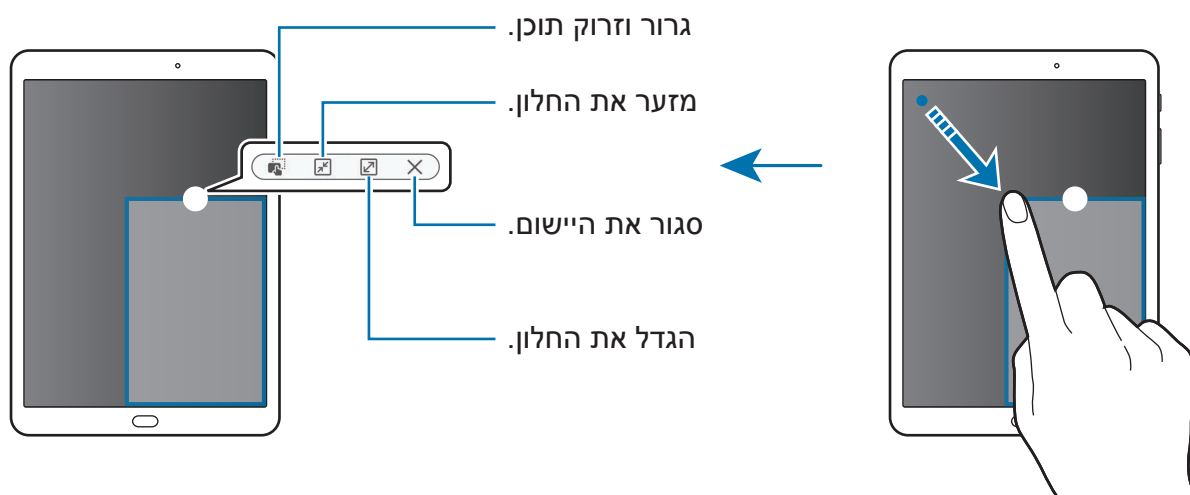 גרור וזרוק תוכן.
מזער את החלון.
סגור את היישום.
הגדל את החלון.